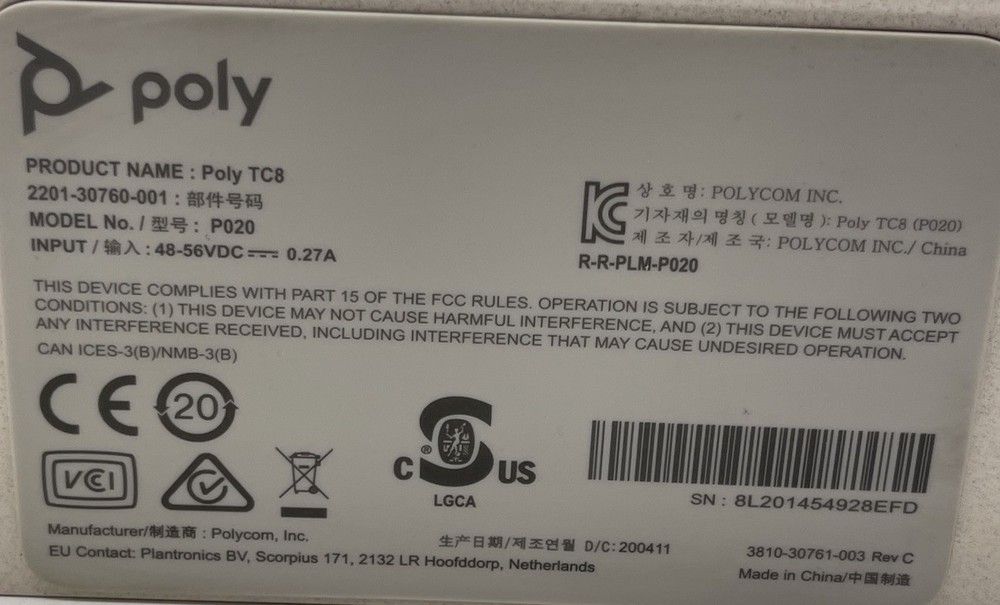 poly
PRODUCT NAME : Poly TC8
2201-30760-001 : 部件号码
MODEL No. / 型号 : P020
INPUT / 输入 : 48-56VDC⎓ 0.27A
상 호 명: POLYCOM INC.
기자재의 명칭 ( 모델명 ): Poly TC8 (P020)
제 조 자/제 조 국: POLYCOM INC./ China
R-R-PLM-P020
THIS DEVICE COMPLIES WITH PART 15 OF THE FCC RULES. OPERATION IS SUBJECT TO THE FOLLOWING TWO
CONDITIONS: (1) THIS DEVICE MAY NOT CAUSE HARMFUL INTERFERENCE, AND (2) THIS DEVICE MUST ACCEPT
ANY INTERFERENCE RECEIVED, INCLUDING INTERFERENCE THAT MAY CAUSE UNDESIRED OPERATION.
CAN ICES-3(B)/NMB-3(B)
CE 20
VCI
C S ® US
LGCA
SN : 8L201454928EFD
Manufacturer/制造商 : Polycom, Inc.
EU Contact: Plantronics BV, Scorpius 171, 2132 LR Hoofddorp, Netherlands
生产日期/제조연월 D/C:200411
3810-30761-003 Rev C
Made in China/中国制造